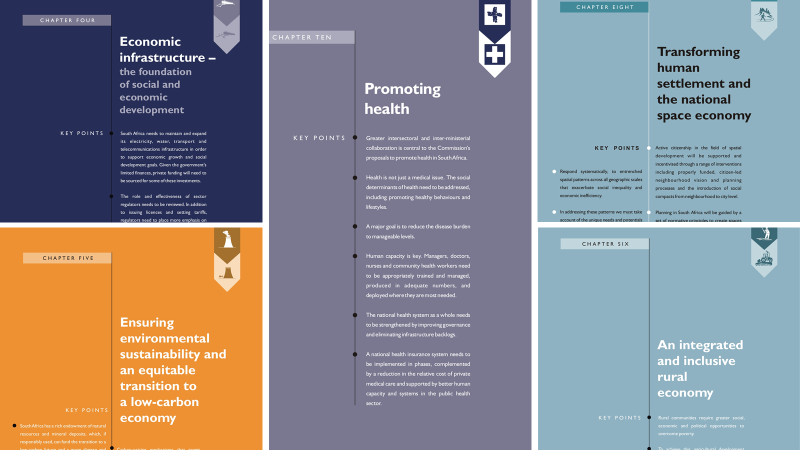 CHAPTER FOUR
Economic
infrastructure –
the foundation
of social and
economic
development
KEY POINTS
South Africa needs to maintain and expand
its electricity, water, transport and
telecommunications infrastructure in order
to support economic growth and social
development goals. Given the government's
limited finances, private funding will need to
be sourced for some of these investments.
The role and effectiveness of sector
regulators needs to be reviewed. In addition
to issuing licences and setting tariffs,
regulators need to place more emphasis on
CHAPTER FIVE
Ensuring
environmental
sustainability and
an equitable
transition to
a low-carbon
economy
KEY POINTS
South Africa has a rich endowment of natural
resources and mineral deposits, which, if
responsibly used, can fund the transition to a
CHAPTER TEN
Promoting
health
KEY POINTS
Greater intersectoral and inter-ministerial
collaboration is central to the Commission's
proposals to promote health in South Africa.
Health is not just a medical issue. The social
determinants of health need to be addressed,
including promoting healthy behaviours and
lifestyles.
A major goal is to reduce the disease burden
to manageable levels.
Human capacity is key. Managers, doctors,
nurses and community health workers need
to be appropriately trained and managed,
produced in adequate numbers, and
deployed where they are most needed.
The national health system as a whole needs
to be strengthened by improving governance
and eliminating infrastructure backlogs.
A national health insurance system needs to
be implemented in phases, complemented
by a reduction in the relative cost of private
medical care and supported by better human
capacity and systems in the public health
sector.
CHAPTER EIGHT
Transforming
human
settlement and
the national
space economy
KEY POINTS
Respond systematically, to entrenched
spatial patterns across all geographic scales
that exacerbate social inequality and
economic inefficiency.
In addressing these patterns we must take
account of the unique needs and potentials
Active citizenship in the field of spatial
development will be supported and
incentivised through a range of interventions
including properly funded, citizen-led
neighbourhood vision and planning
processes and the introduction of social
compacts from neighbourhood to city level.
Planning in South Africa will be guided by a
set of normative principles to create spaces
CHAPTER SIX
An integrated
and inclusive
rural
economy
KEY POINTS
Rural communities require greater social,
economic and political opportunities to
overcome poverty.